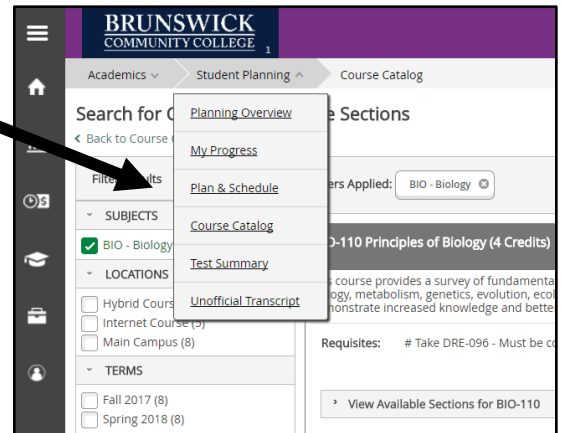 BRUNSWICK
COMMUNITY COLLEGE 1
Academics Student Planning Course Catalog
Search for C e Sections
Back to Course
Planning Overview
My Progress
Plan & Schedule
Course Catalog
Test Summary
Unofficial Transcript
Filte ults
ers Applied: BIO - Biology
SUBJECTS
BIO - Biology
LOCATIONS
Hybrid Cours
Internet Course (5)
Main Campus (8)
TERMS
Fall 2017 (8)
Spring 2018 (8)
O-110 Principles of Biology (4 Credits)
s course provides a survey of fundamenta
ogy, metabolism, genetics, evolution, ecol
monstrate increased knowledge and bette
Requisites: # Take DRE-096 - Must be co
View Available Sections for BIO-110